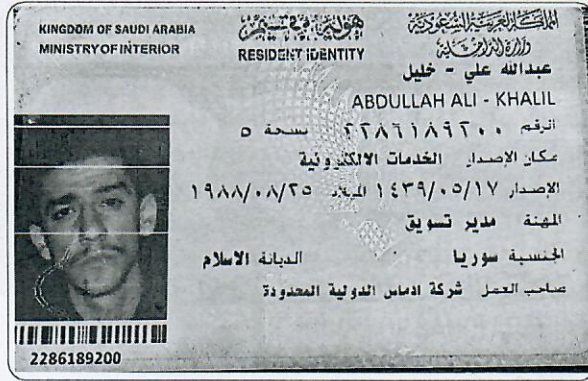 KINGDOM OF SAUDI ARABIA
MINISTRY OF INTERIOR
هوية مقيم
RESIDENT IDENTITY
المملكة العربية السعودية
وزارة الداخلية
عبدالله علي - خليل
ABDULLAH ALI - KHALIL
الرقم ٢٢٨٦١٨٩٢٠٠ نسخة ٥
مكان الإصدار الخدمات الالكترونية
الإصدار ١٤٣٩/٠٥/١٧ الميلاد ١٩٨٨/٠٨/٢٥
المهنة مدير تسويق
الجنسية سوريا الديانة الاسلام
صاحب العمل شركة ادماس الدولية المحدودة
2286189200